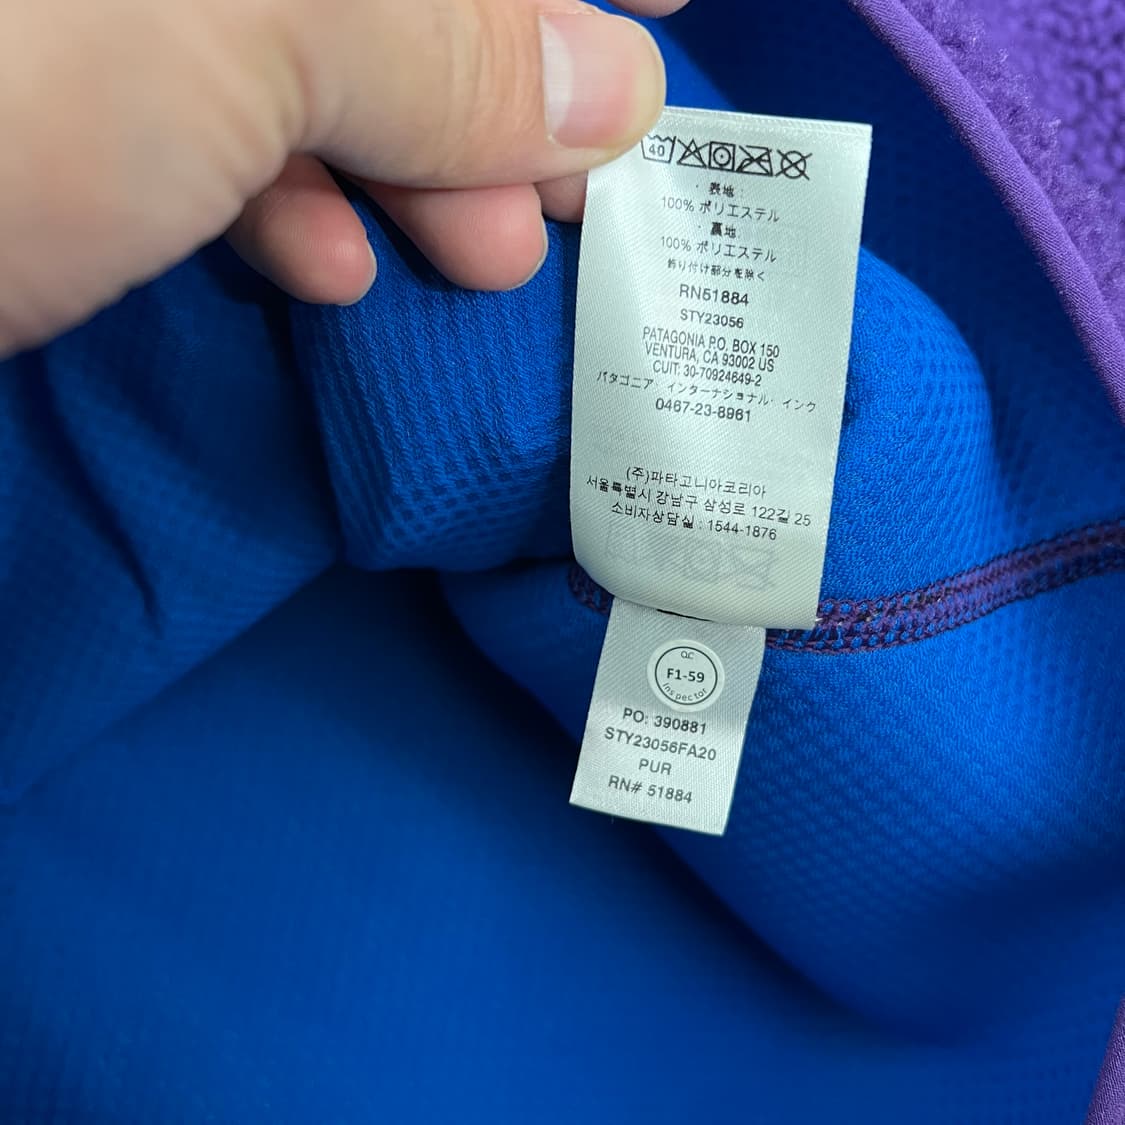 40
表地:
100% ポリエステル
裏地:
100% ポリエステル
飾り付け部分を除く
RN51884
STY23056
PATAGONIA P.O. BOX 150
VENTURA, CA 93002 US
CUIT: 30-70924649-2
パタゴニア・インターナショナル・インク
0467-23-8961
(주)파타고니아코리아
서울특별시 강남구 삼성로 122길 25
소비자상담실 : 1544-1876
QC
F1-59
Inspector
PO: 390881
STY23056FA20
PUR
RN# 51884